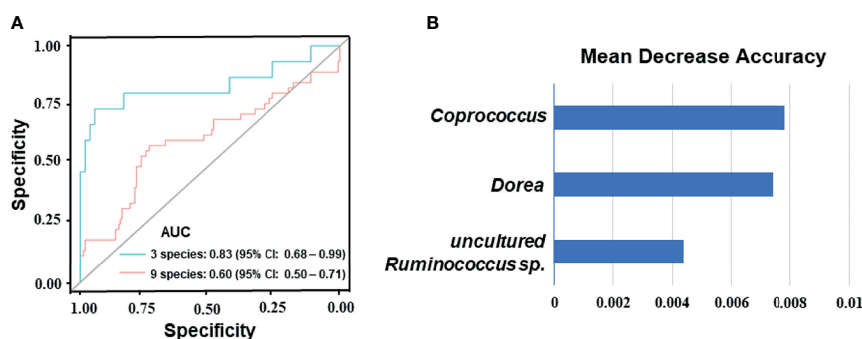 A
1.00
0.75
0.50
0.25
0.00
Specificity
AUC
3 species: 0.83 (95% CI: 0.68 – 0.99)
9 species: 0.60 (95% CI: 0.50 – 0.71)
1.00 0.75 0.50 0.25 0.00
Specificity
B
Mean Decrease Accuracy
Coprococcus
Dorea
uncultured
Ruminococcus sp.
0 0.002 0.004 0.006 0.008 0.01